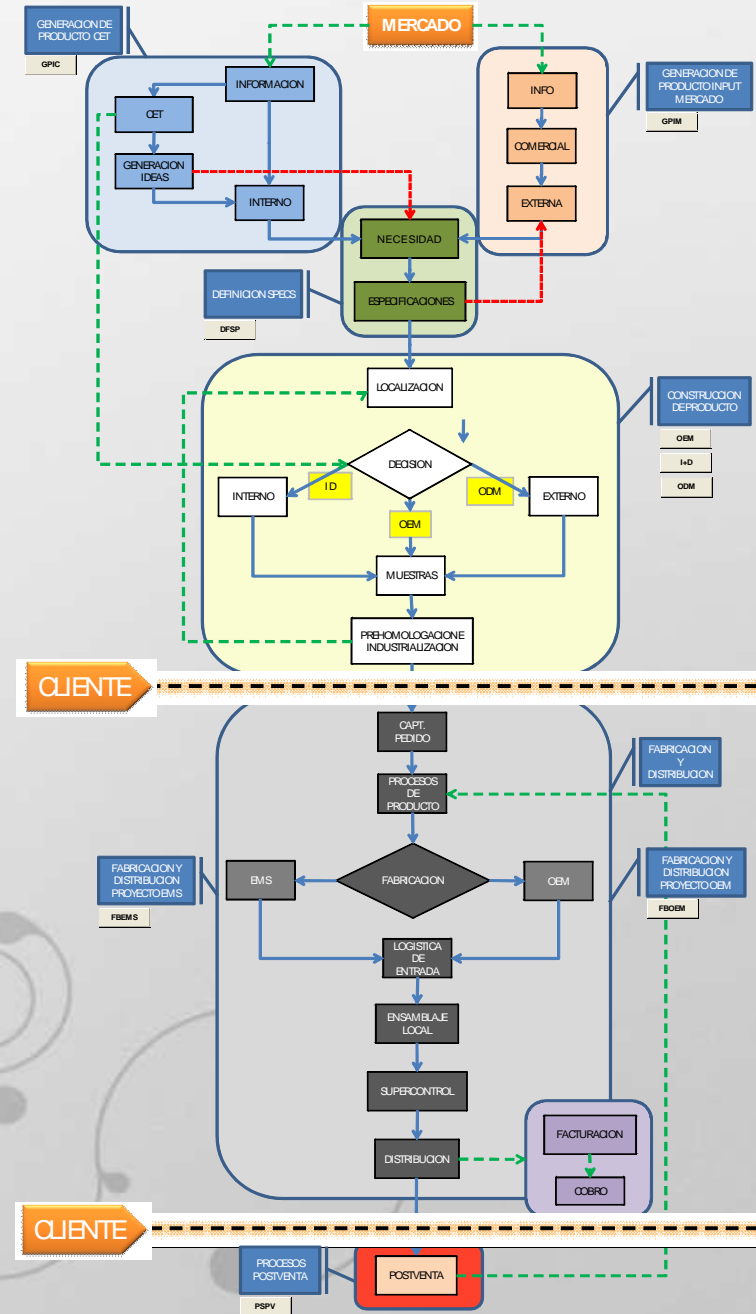 GENERACION DE
PRODUCTO CET
GPIC
MERCADO
GENERACION DE
PRODUCTO INPUT
MERCADO
GPIM
INFORMACION
CET
GENERACION
IDEAS
INTERNO
INFO
COMERCIAL
EXTERNA
NECESIDAD
ESPECIFICACIONES
DEFINICION SPECS
DFSP
LOCALIZACION
CONSTRUCCION
DE PRODUCTO
OEM
I+D
ODM
DECISION
INTERNO
ID
OEM
ODM
EXTERNO
MUESTRAS
PREHOMOLOGACION E
INDUSTRIALIZACION
CLIENTE
CAPT.
PEDIDO
PROCESOS
DE
PRODUCTO
FABRICACION
Y
DISTRIBUCION
FABRICACION Y
DISTRIBUCION
PROYECTO EMS
FBEMS
EMS
FABRICACION
OEM
FABRICACION Y
DISTRIBUCION
PROYECTO OEM
FBOEM
LOGISTICA
DE
ENTRADA
ENSAMBLAJE
LOCAL
SUPERCONTROL
DISTRIBUCION
FACTURACION
COBRO
CLIENTE
PROCESOS
POSTVENTA
PSPV
POSTVENTA